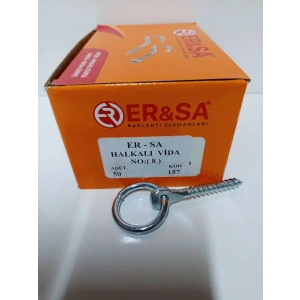 ER&SA®
BAĞLANTI ELEMANLARI
ER - SA
HALKALI VİDA
NO:( 8 )
ADET KOD
50 157